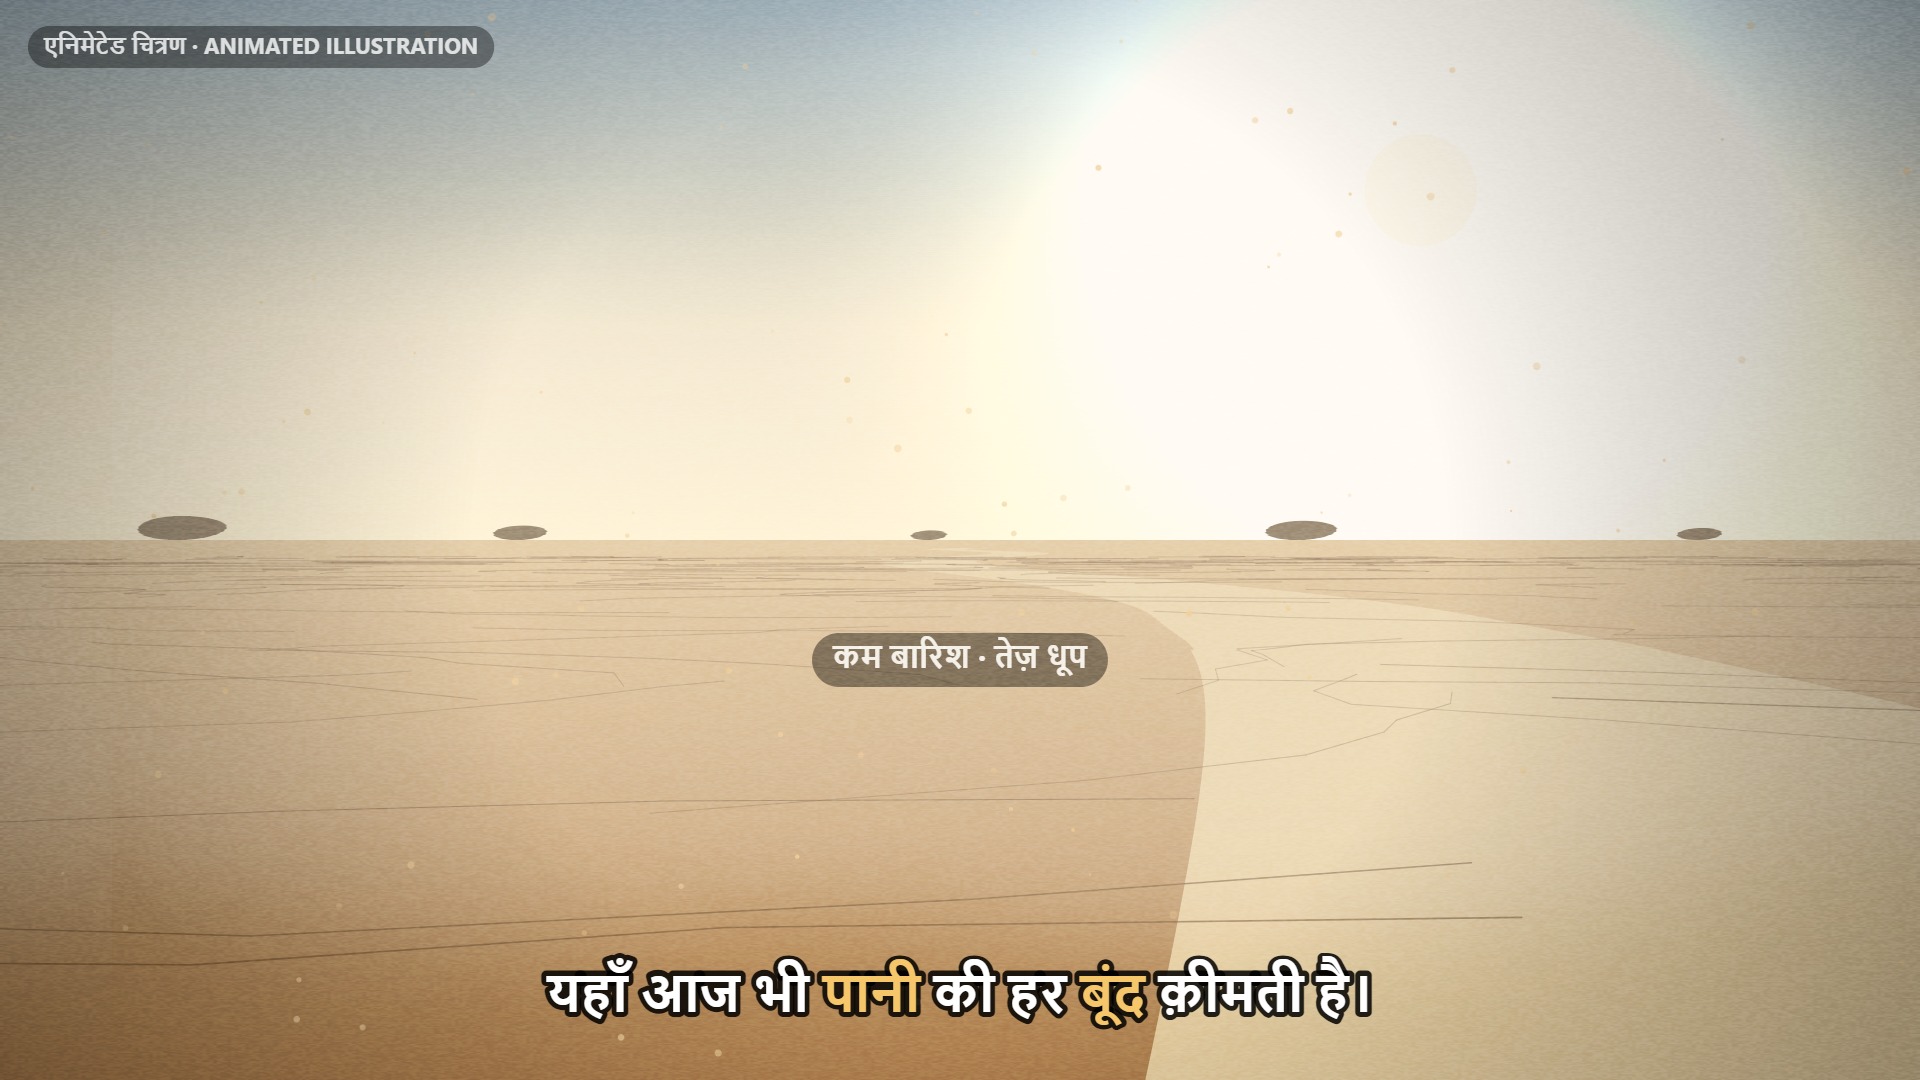 एनिमेटेड चित्रण · ANIMATED ILLUSTRATION
कम बारिश · तेज़ धूप
यहाँ आज भी पानी की हर बूंद क़ीमती है।